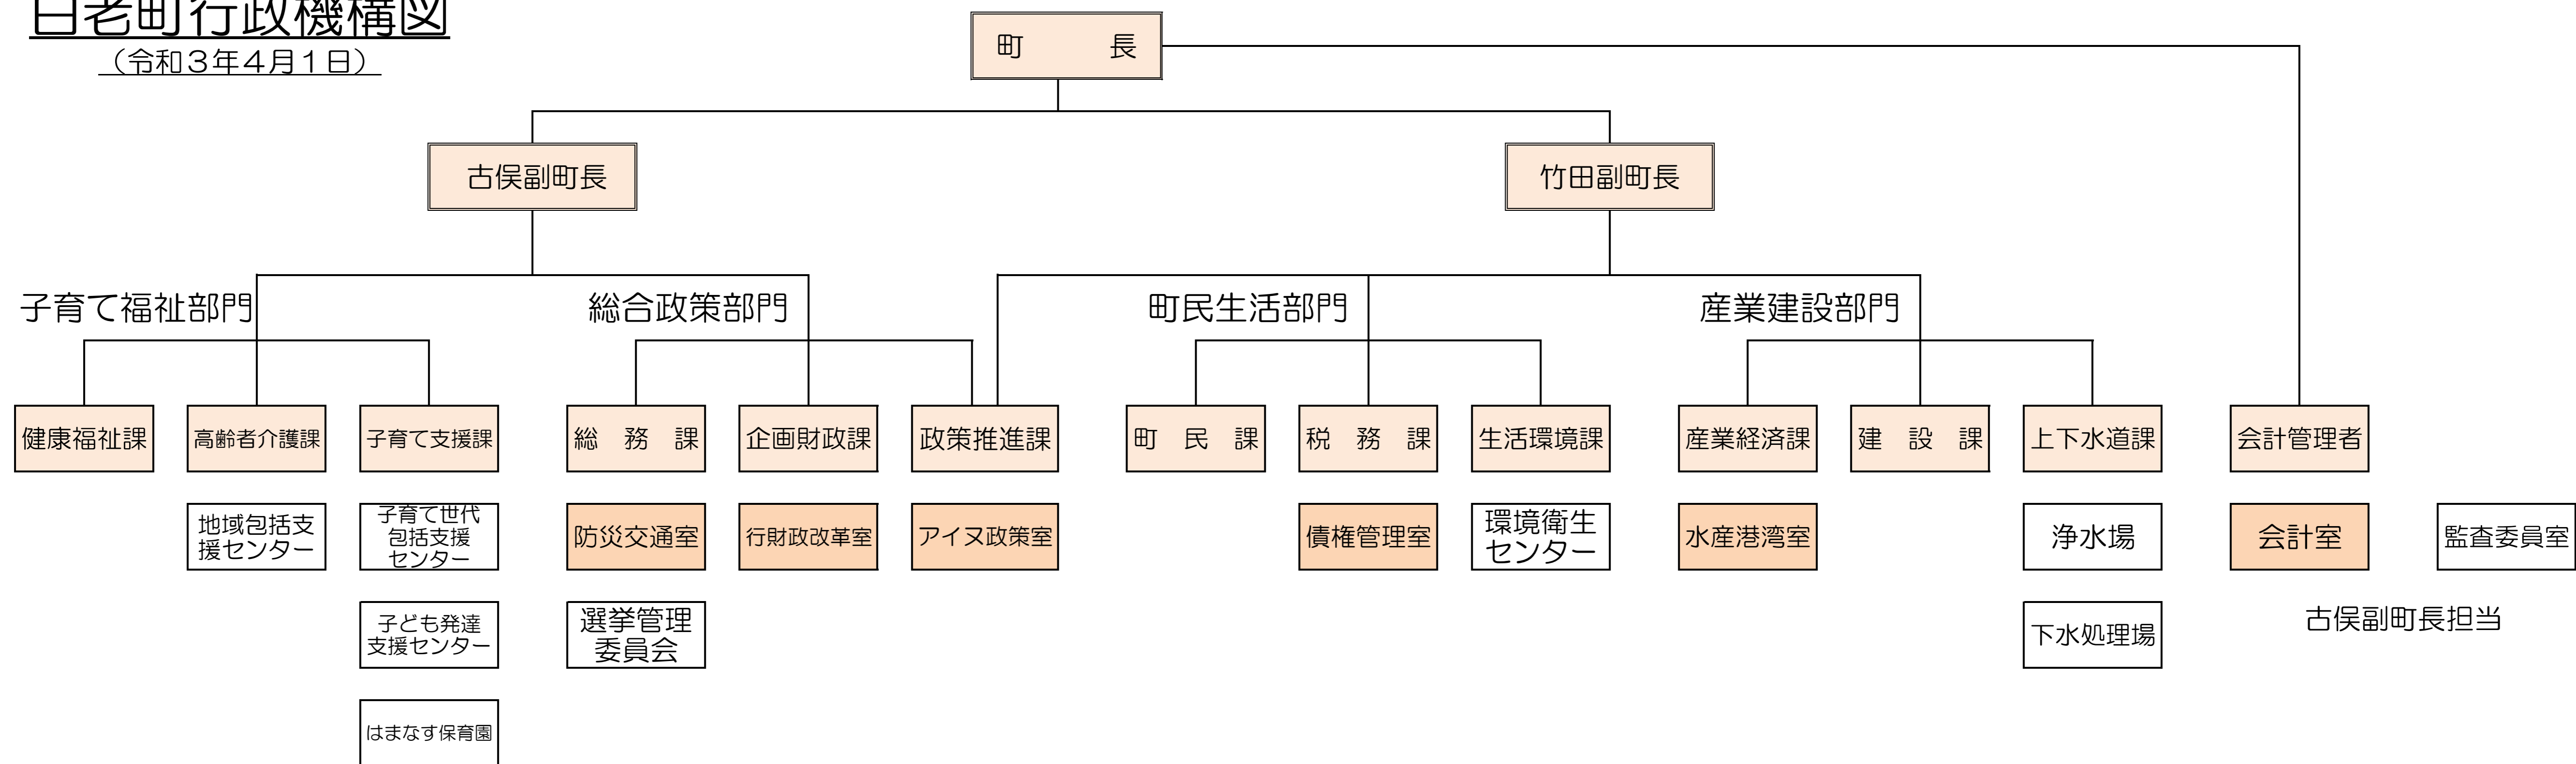 白老町行政機構図
（令和３年４月１日）
町　　長
古俣副町長
竹田副町長
子育て福祉部門
総合政策部門
町民生活部門
産業建設部門
健康福祉課
高齢者介護課
子育て支援課
総　務　課
企画財政課
政策推進課
町　民　課
税　務　課
生活環境課
産業経済課
建　設　課
上下水道課
会計管理者
地域包括支
援センター
子育て世代
包括支援
センター
防災交通室
行財政改革室
アイヌ政策室
債権管理室
環境衛生
センター
水産港湾室
浄水場
会計室
監査委員室
子ども発達
支援センター
選挙管理
委員会
下水処理場
古俣副町長担当
はまなす保育園